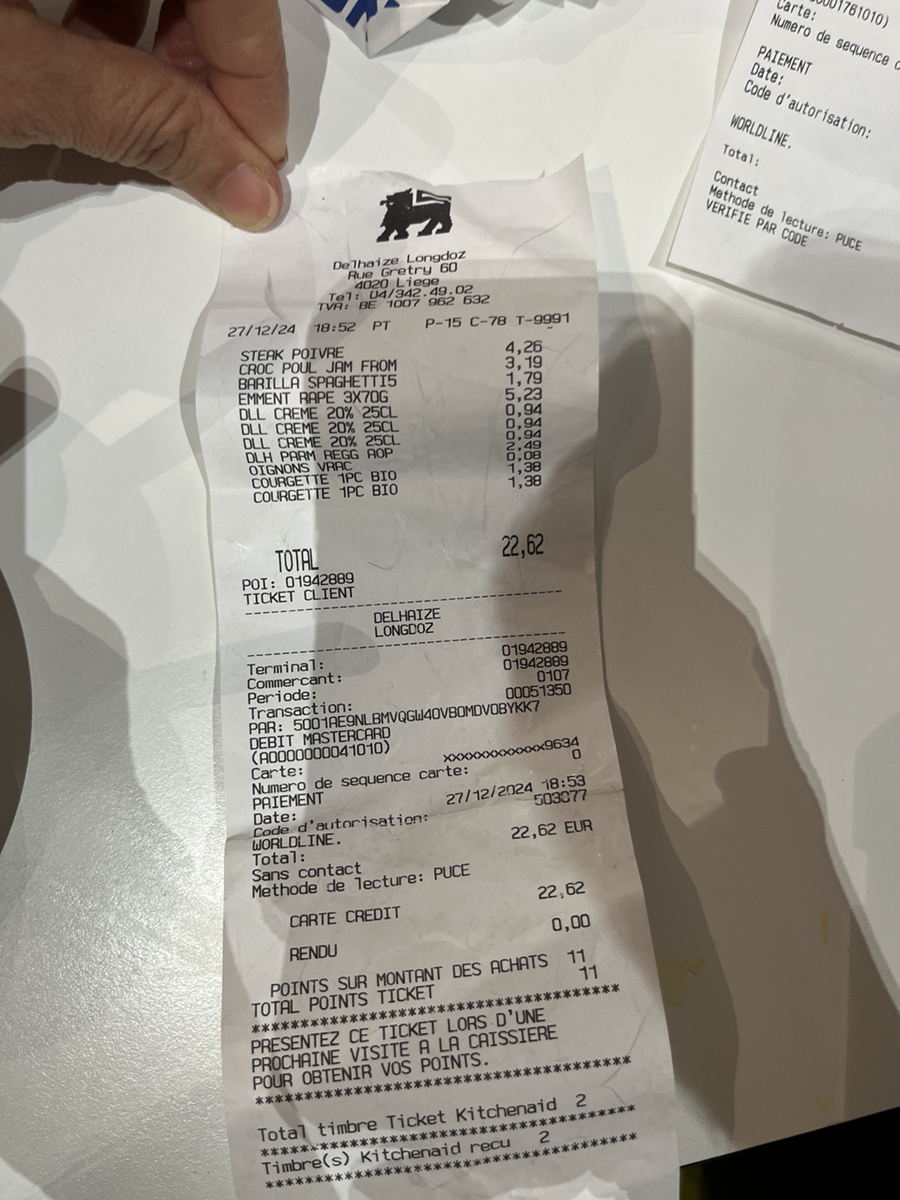 Delhaize Longdoz
Rue Gretry 60
4020 Liege
Tel: 04/342.49.02
TVA: BE 1007 962 632
27/12/24 18:52 PT P-15 C-78 T-9991
STEAK POIVRE 4,26
CROC POUL JAM FROM 3,19
BARILLA SPAGHETTI5 1,79
EMMENT RAPE 3X70G 5,23
DLL CREME 20% 25CL 0,94
DLL CREME 20% 25CL 0,94
DLL CREME 20% 25CL 0,94
DLH PARM REGG AOP 2,49
OIGNONS VRAC 0,08
COURGETTE 1PC BIO 1,38
COURGETTE 1PC BIO 1,38
TOTAL 22,62
POI: 01942889
TICKET CLIENT
DELHAIZE
LONGDOZ
Terminal: 01942889
Commercant: 01942889
Periode: 0107
Transaction: 00051350
PAR: 5001AE9NLBMVQGW4OVBOMDVOBYKK7
DEBIT MASTERCARD
(A0000000041010)
Carte: xxxxxxxxxxxx9634
Numero de sequence carte: 0
PAIEMENT
Date: 27/12/2024 18:53
Code d'autorisation: 503077
WORLDLINE.
Total: 22,62 EUR
Sans contact
Methode de lecture: PUCE
CARTE CREDIT 22,62
RENDU 0,00
POINTS SUR MONTANT DES ACHATS 11
TOTAL POINTS TICKET 11
************************************
PRESENTEZ CE TICKET LORS D'UNE
PROCHAINE VISITE A LA CAISSIERE
POUR OBTENIR VOS POINTS.
************************************
Total timbre Ticket Kitchenaid 2
************************************
Timbre(s) Kitchenaid recu 2
************************************
Carte:
Numero de sequence
PAIEMENT
Date:
Code d'autorisation:
WORLDLINE.
Total:
Contact
Methode de lecture: PUCE
VERIFIE PAR CODE